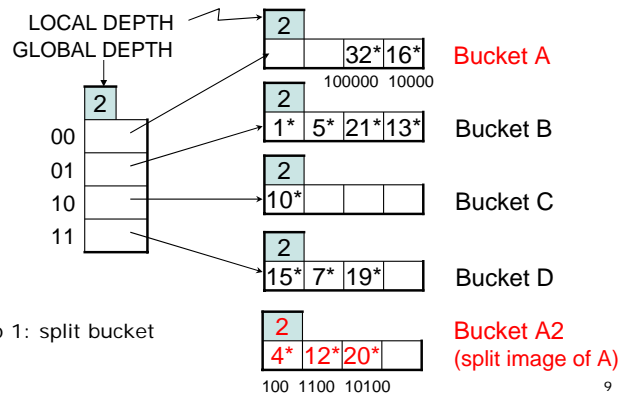 LOCAL DEPTH
GLOBAL DEPTH
2
32* 16*
Bucket A
100000 10000
2
00
01
10
11
2
1* 5* 21* 13*
Bucket B
2
10*
Bucket C
2
15* 7* 19*
Bucket D
1: split bucket
2
4* 12* 20*
Bucket A2
(split image of A)
100 1100 10100
9